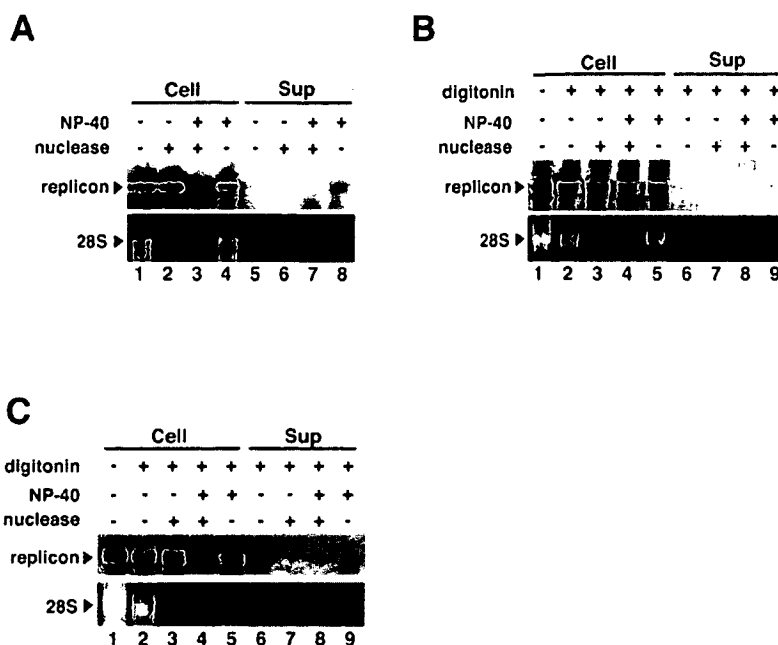 A
Cell Sup
NP-40 - - + + - - + +
nuclease - + + - - + + -
replicon
28S
1 2 3 4 5 6 7 8
B
Cell Sup
digitonin - + + + + + + + +
NP-40 - - - + + - - + +
nuclease - - + + - - + + -
replicon
28S
1 2 3 4 5 6 7 8 9
C
Cell Sup
digitonin - + + + + + + + +
NP-40 - - - + + - - + +
nuclease - - + + - - + + -
replicon
28S
1 2 3 4 5 6 7 8 9